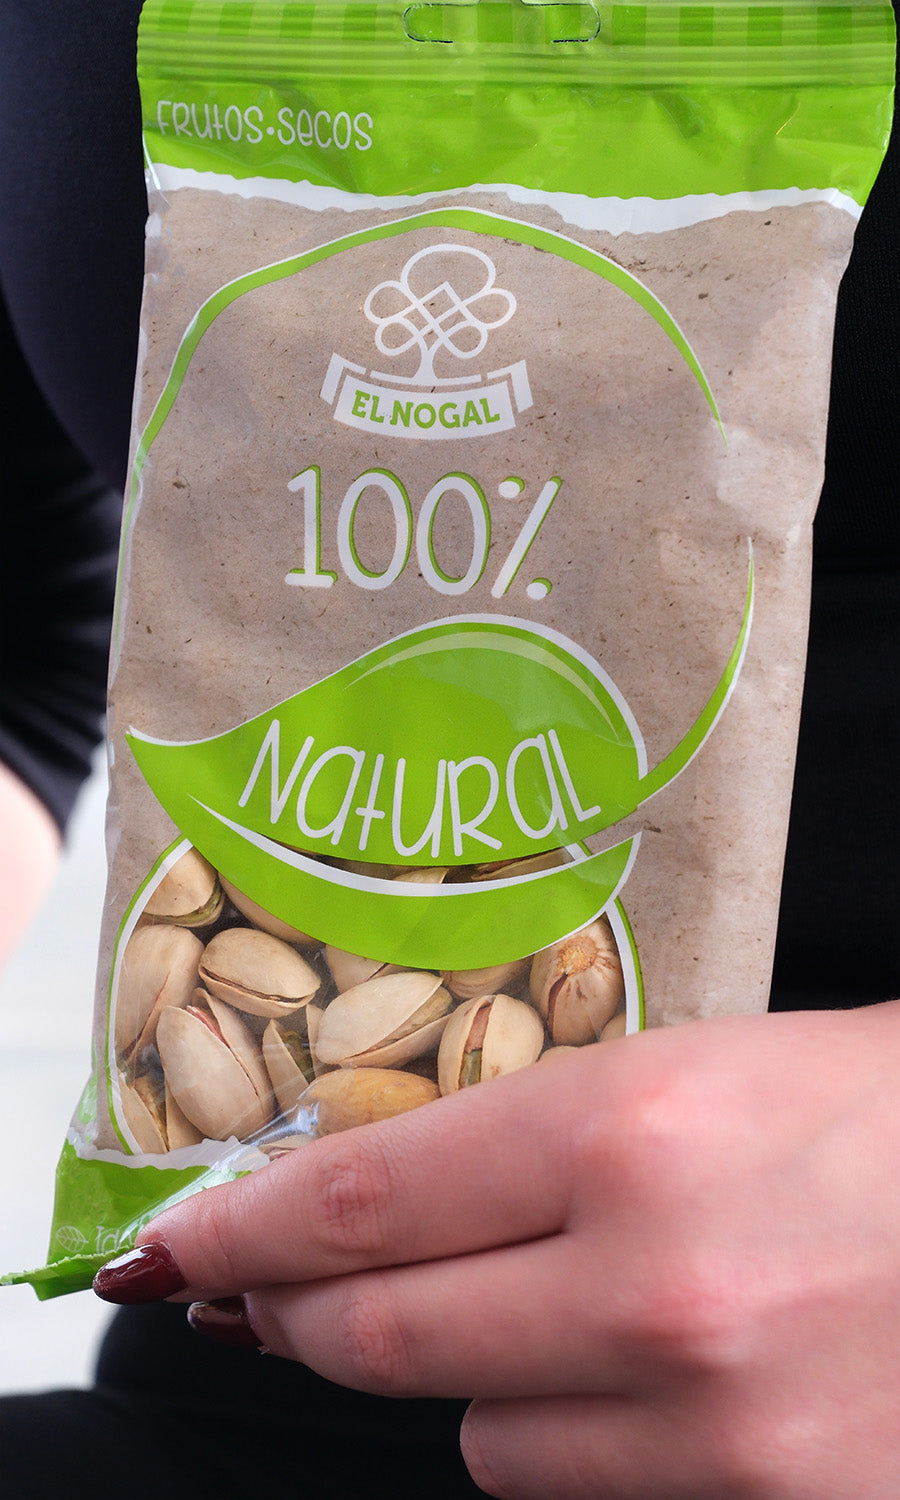 FRUtOS·SecOS
EL NOGAL
100%
NatURaL